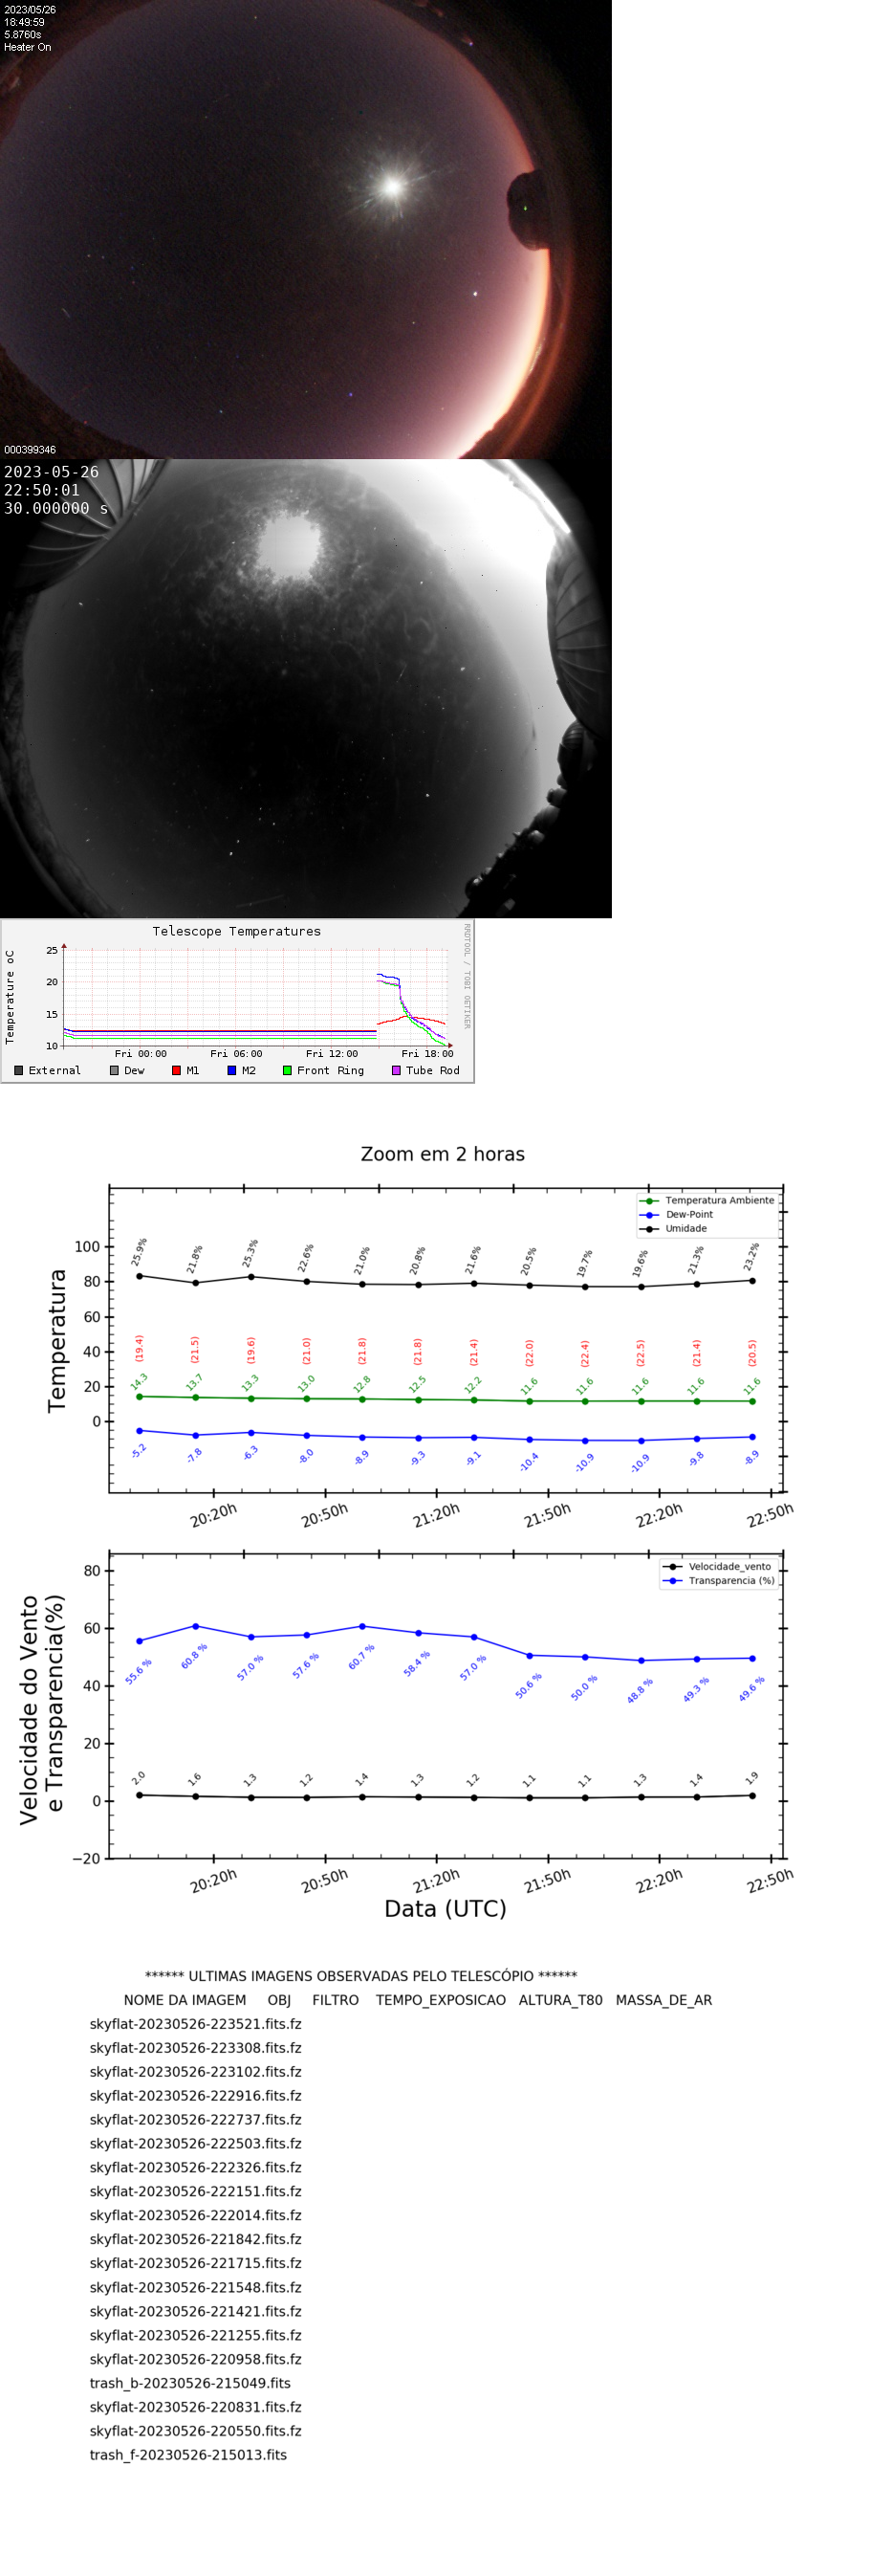 2023/05/26
18:49:59
5.8760s
Heater On
000399346
2023-05-26
22:50:01
30.000000 s
Telescope Temperatures
RRDTOOL / TOBI OETIKER
Temperature oC
25
20
15
10
Fri 00:00 Fri 06:00 Fri 12:00 Fri 18:00
External Dew M1 M2 Front Ring Tube Rod
Zoom em 2 horas
Temperatura
Temperatura Ambiente
Dew-Point
Umidade
100
80
60
40
20
0
25.9% 21.8% 25.3% 22.6% 21.0% 20.8% 21.6% 20.5% 19.7% 19.6% 21.3% 23.2%
(19.4) (21.5) (19.6) (21.0) (21.8) (21.8) (21.4) (22.0) (22.4) (22.5) (21.4) (20.5)
14.3 13.7 13.3 13.0 12.8 12.5 12.2 11.6 11.6 11.6 11.6 11.6
-5.2 -7.8 -6.3 -8.0 -8.9 -9.3 -9.1 -10.4 -10.9 -10.9 -9.8 -8.9
20:20h 20:50h 21:20h 21:50h 22:20h 22:50h
Velocidade do Vento
e Transparencia(%)
Velocidade_vento
Transparencia (%)
80
60
40
20
0
−20
55.6 % 60.8 % 57.0 % 57.6 % 60.7 % 58.4 % 57.0 % 50.6 % 50.0 % 48.8 % 49.3 % 49.6 %
2.0 1.6 1.3 1.2 1.4 1.3 1.2 1.1 1.1 1.3 1.4 1.9
20:20h 20:50h 21:20h 21:50h 22:20h 22:50h
Data (UTC)
****** ULTIMAS IMAGENS OBSERVADAS PELO TELESCÓPIO ******
NOME DA IMAGEM OBJ FILTRO TEMPO_EXPOSICAO ALTURA_T80 MASSA_DE_AR
skyflat-20230526-223521.fits.fz
skyflat-20230526-223308.fits.fz
skyflat-20230526-223102.fits.fz
skyflat-20230526-222916.fits.fz
skyflat-20230526-222737.fits.fz
skyflat-20230526-222503.fits.fz
skyflat-20230526-222326.fits.fz
skyflat-20230526-222151.fits.fz
skyflat-20230526-222014.fits.fz
skyflat-20230526-221842.fits.fz
skyflat-20230526-221715.fits.fz
skyflat-20230526-221548.fits.fz
skyflat-20230526-221421.fits.fz
skyflat-20230526-221255.fits.fz
skyflat-20230526-220958.fits.fz
trash_b-20230526-215049.fits
skyflat-20230526-220831.fits.fz
skyflat-20230526-220550.fits.fz
trash_f-20230526-215013.fits